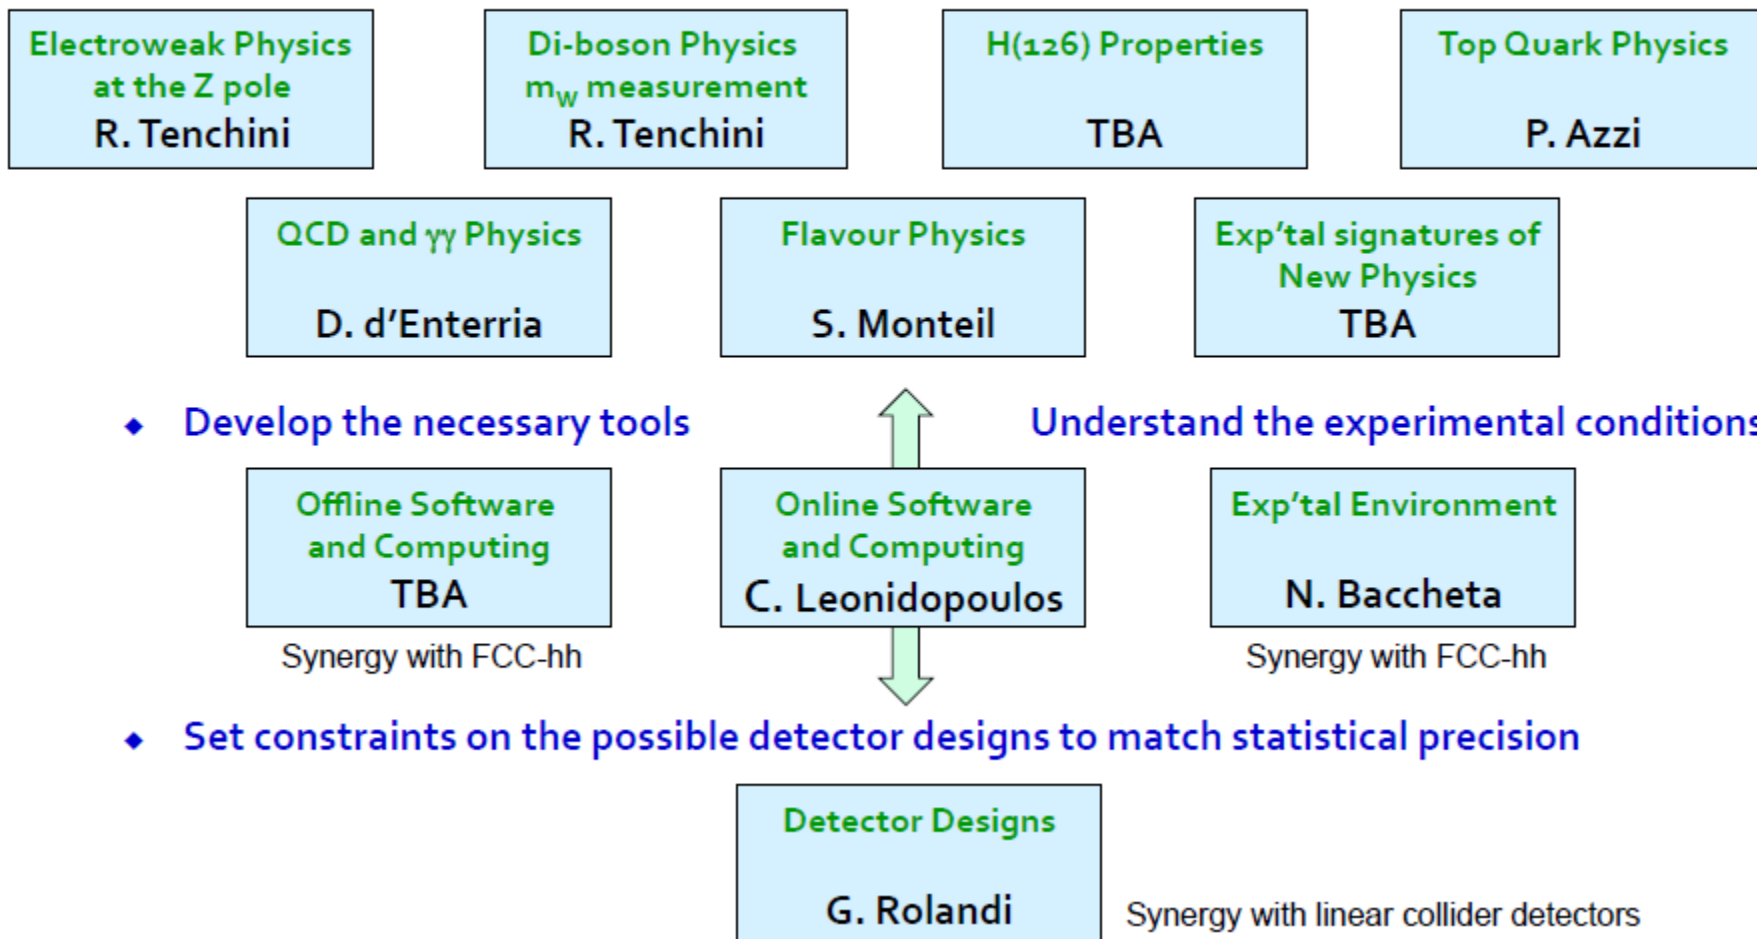 Electroweak Physics
at the Z pole
R. Tenchini
Di-boson Physics
mW measurement
R. Tenchini
H(126) Properties
TBA
Top Quark Physics
P. Azzi
QCD and γγ Physics
D. d’Enterria
Flavour Physics
S. Monteil
Exp’tal signatures of
New Physics
TBA
◆ Develop the necessary tools
Understand the experimental conditions
Offline Software
and Computing
TBA
Synergy with FCC-hh
Online Software
and Computing
C. Leonidopoulos
Exp’tal Environment
N. Baccheta
Synergy with FCC-hh
◆ Set constraints on the possible detector designs to match statistical precision
Detector Designs
G. Rolandi
Synergy with linear collider detectors